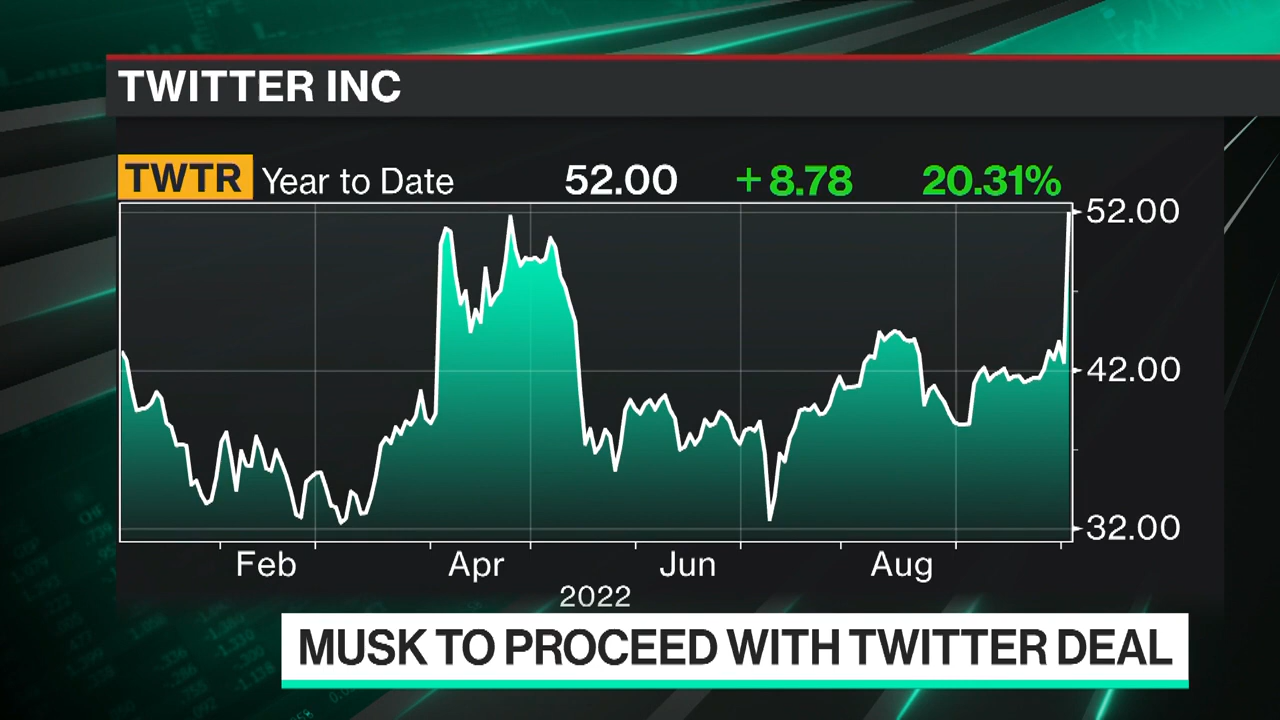 TWITTER INC
TWTR Year to Date 52.00 +8.78 20.31%
52.00
42.00
32.00
Feb Apr Jun Aug
2022
MUSK TO PROCEED WITH TWITTER DEAL